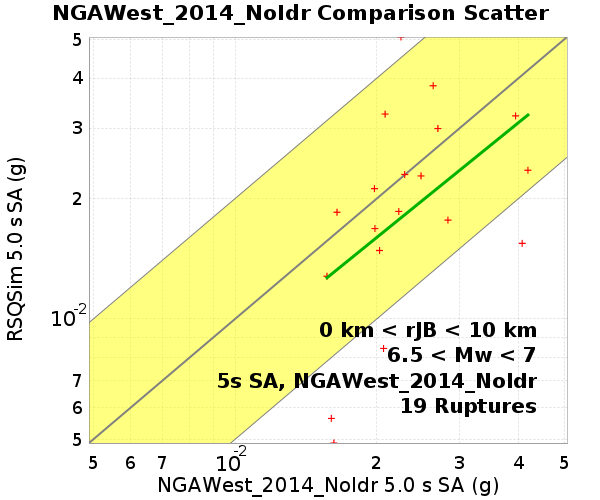 NGAWest_2014_NoIdr Comparison Scatter
RSQSim 5.0 s SA (g)
5
4
3
2
10-2
7
6
5
0 km < rJB < 10 km
6.5 < Mw < 7
5s SA, NGAWest_2014_NoIdr
19 Ruptures
5 6 7 10-2 2 3 4 5
NGAWest_2014_NoIdr 5.0 s SA (g)